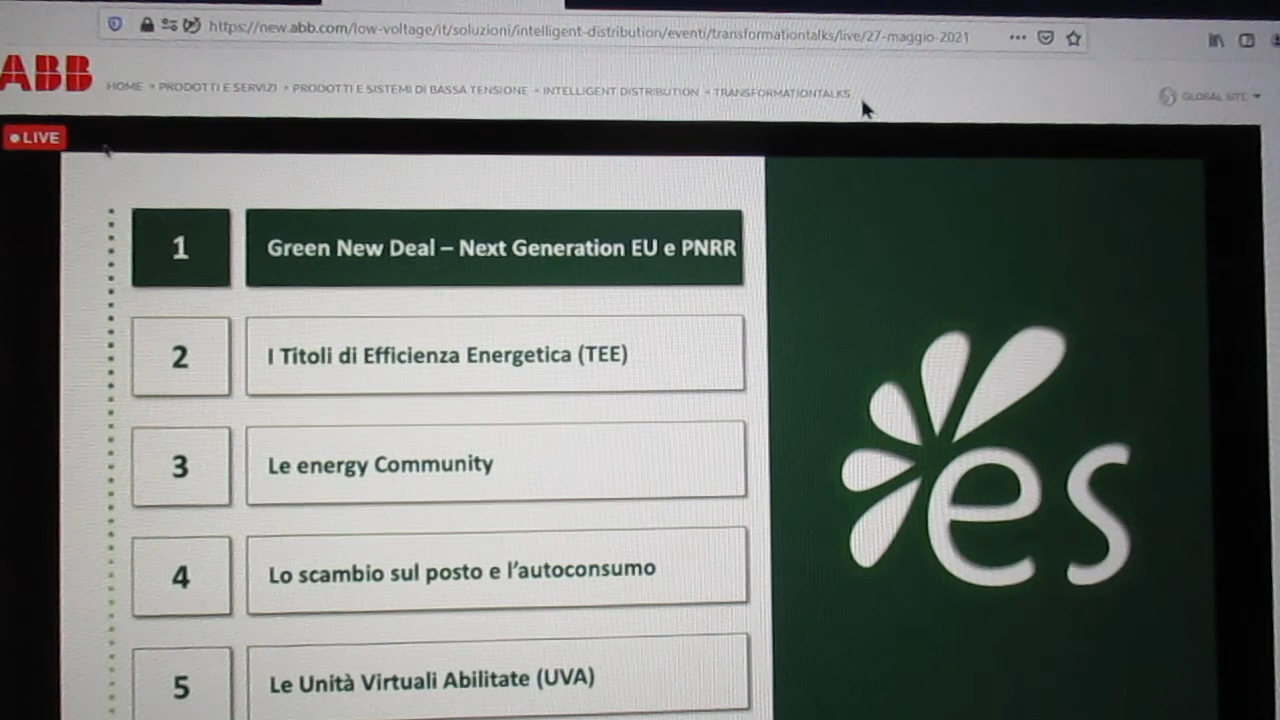 https://new.abb.com/low-voltage/it/soluzioni/intelligent-distribution/eventi/transformationtalks/live/27-maggio-2021
ABB
HOME > PRODOTTI E SERVIZI > PRODOTTI E SISTEMI DI BASSA TENSIONE > INTELLIGENT DISTRIBUTION > TRANSFORMATIONTALKS
GLOBAL SITE
LIVE
1 Green New Deal – Next Generation EU e PNRR
2 I Titoli di Efficienza Energetica (TEE)
3 Le energy Community
4 Lo scambio sul posto e l'autoconsumo
5 Le Unità Virtuali Abilitate (UVA)
es